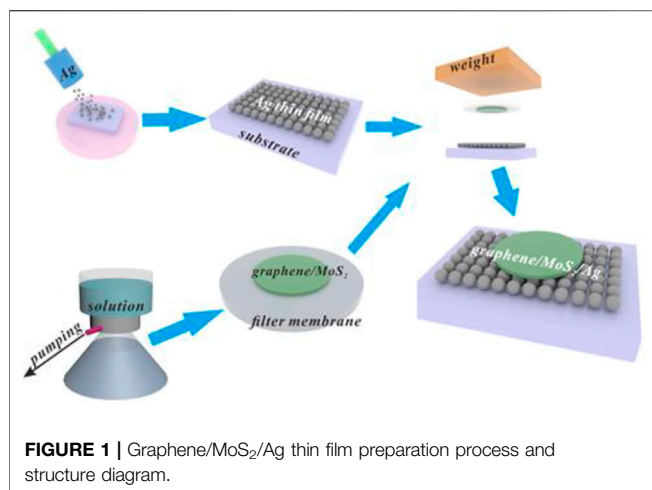 Ag
Ag thin film
substrate
weight
solution
pumping
graphene/MoS₂
filter membrane
graphene/MoS₂/Ag
FIGURE 1 | Graphene/MoS₂/Ag thin film preparation process and
structure diagram.